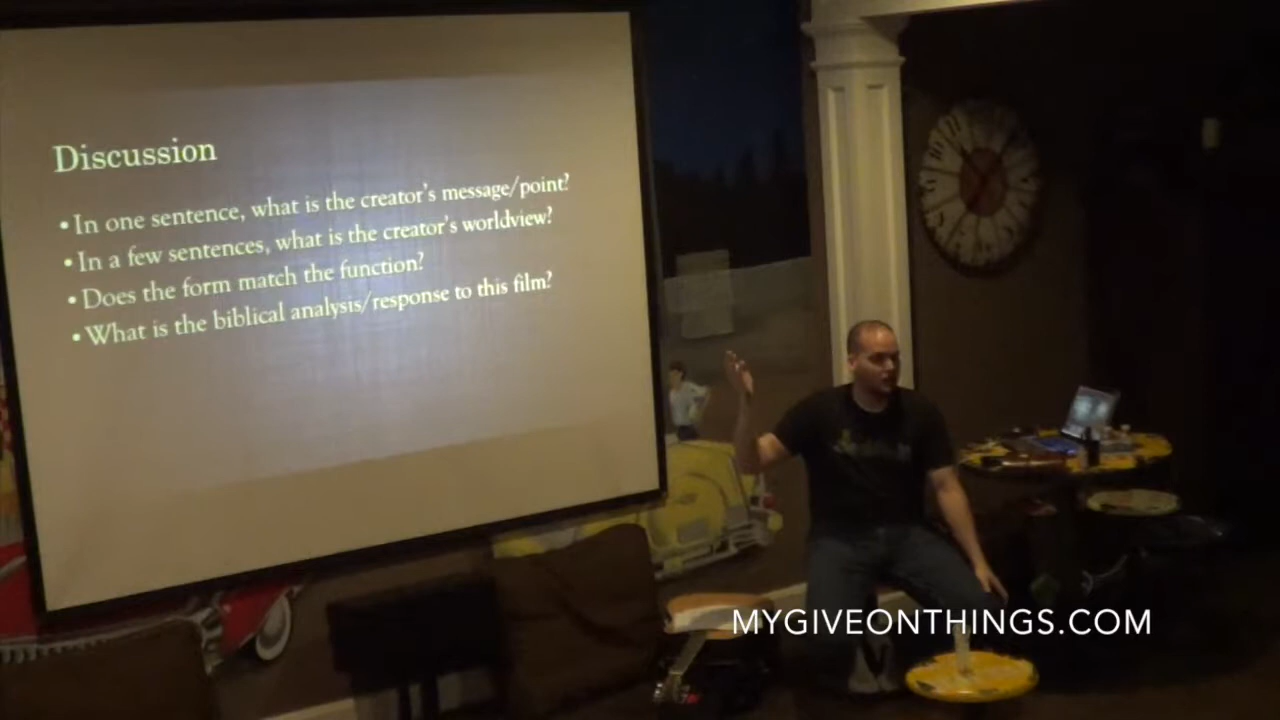 Discussion
• In one sentence, what is the creator's message/point?
• In a few sentences, what is the creator's worldview?
• Does the form match the function?
• What is the biblical analysis/response to this film?
MYGIVEONTHINGS.COM